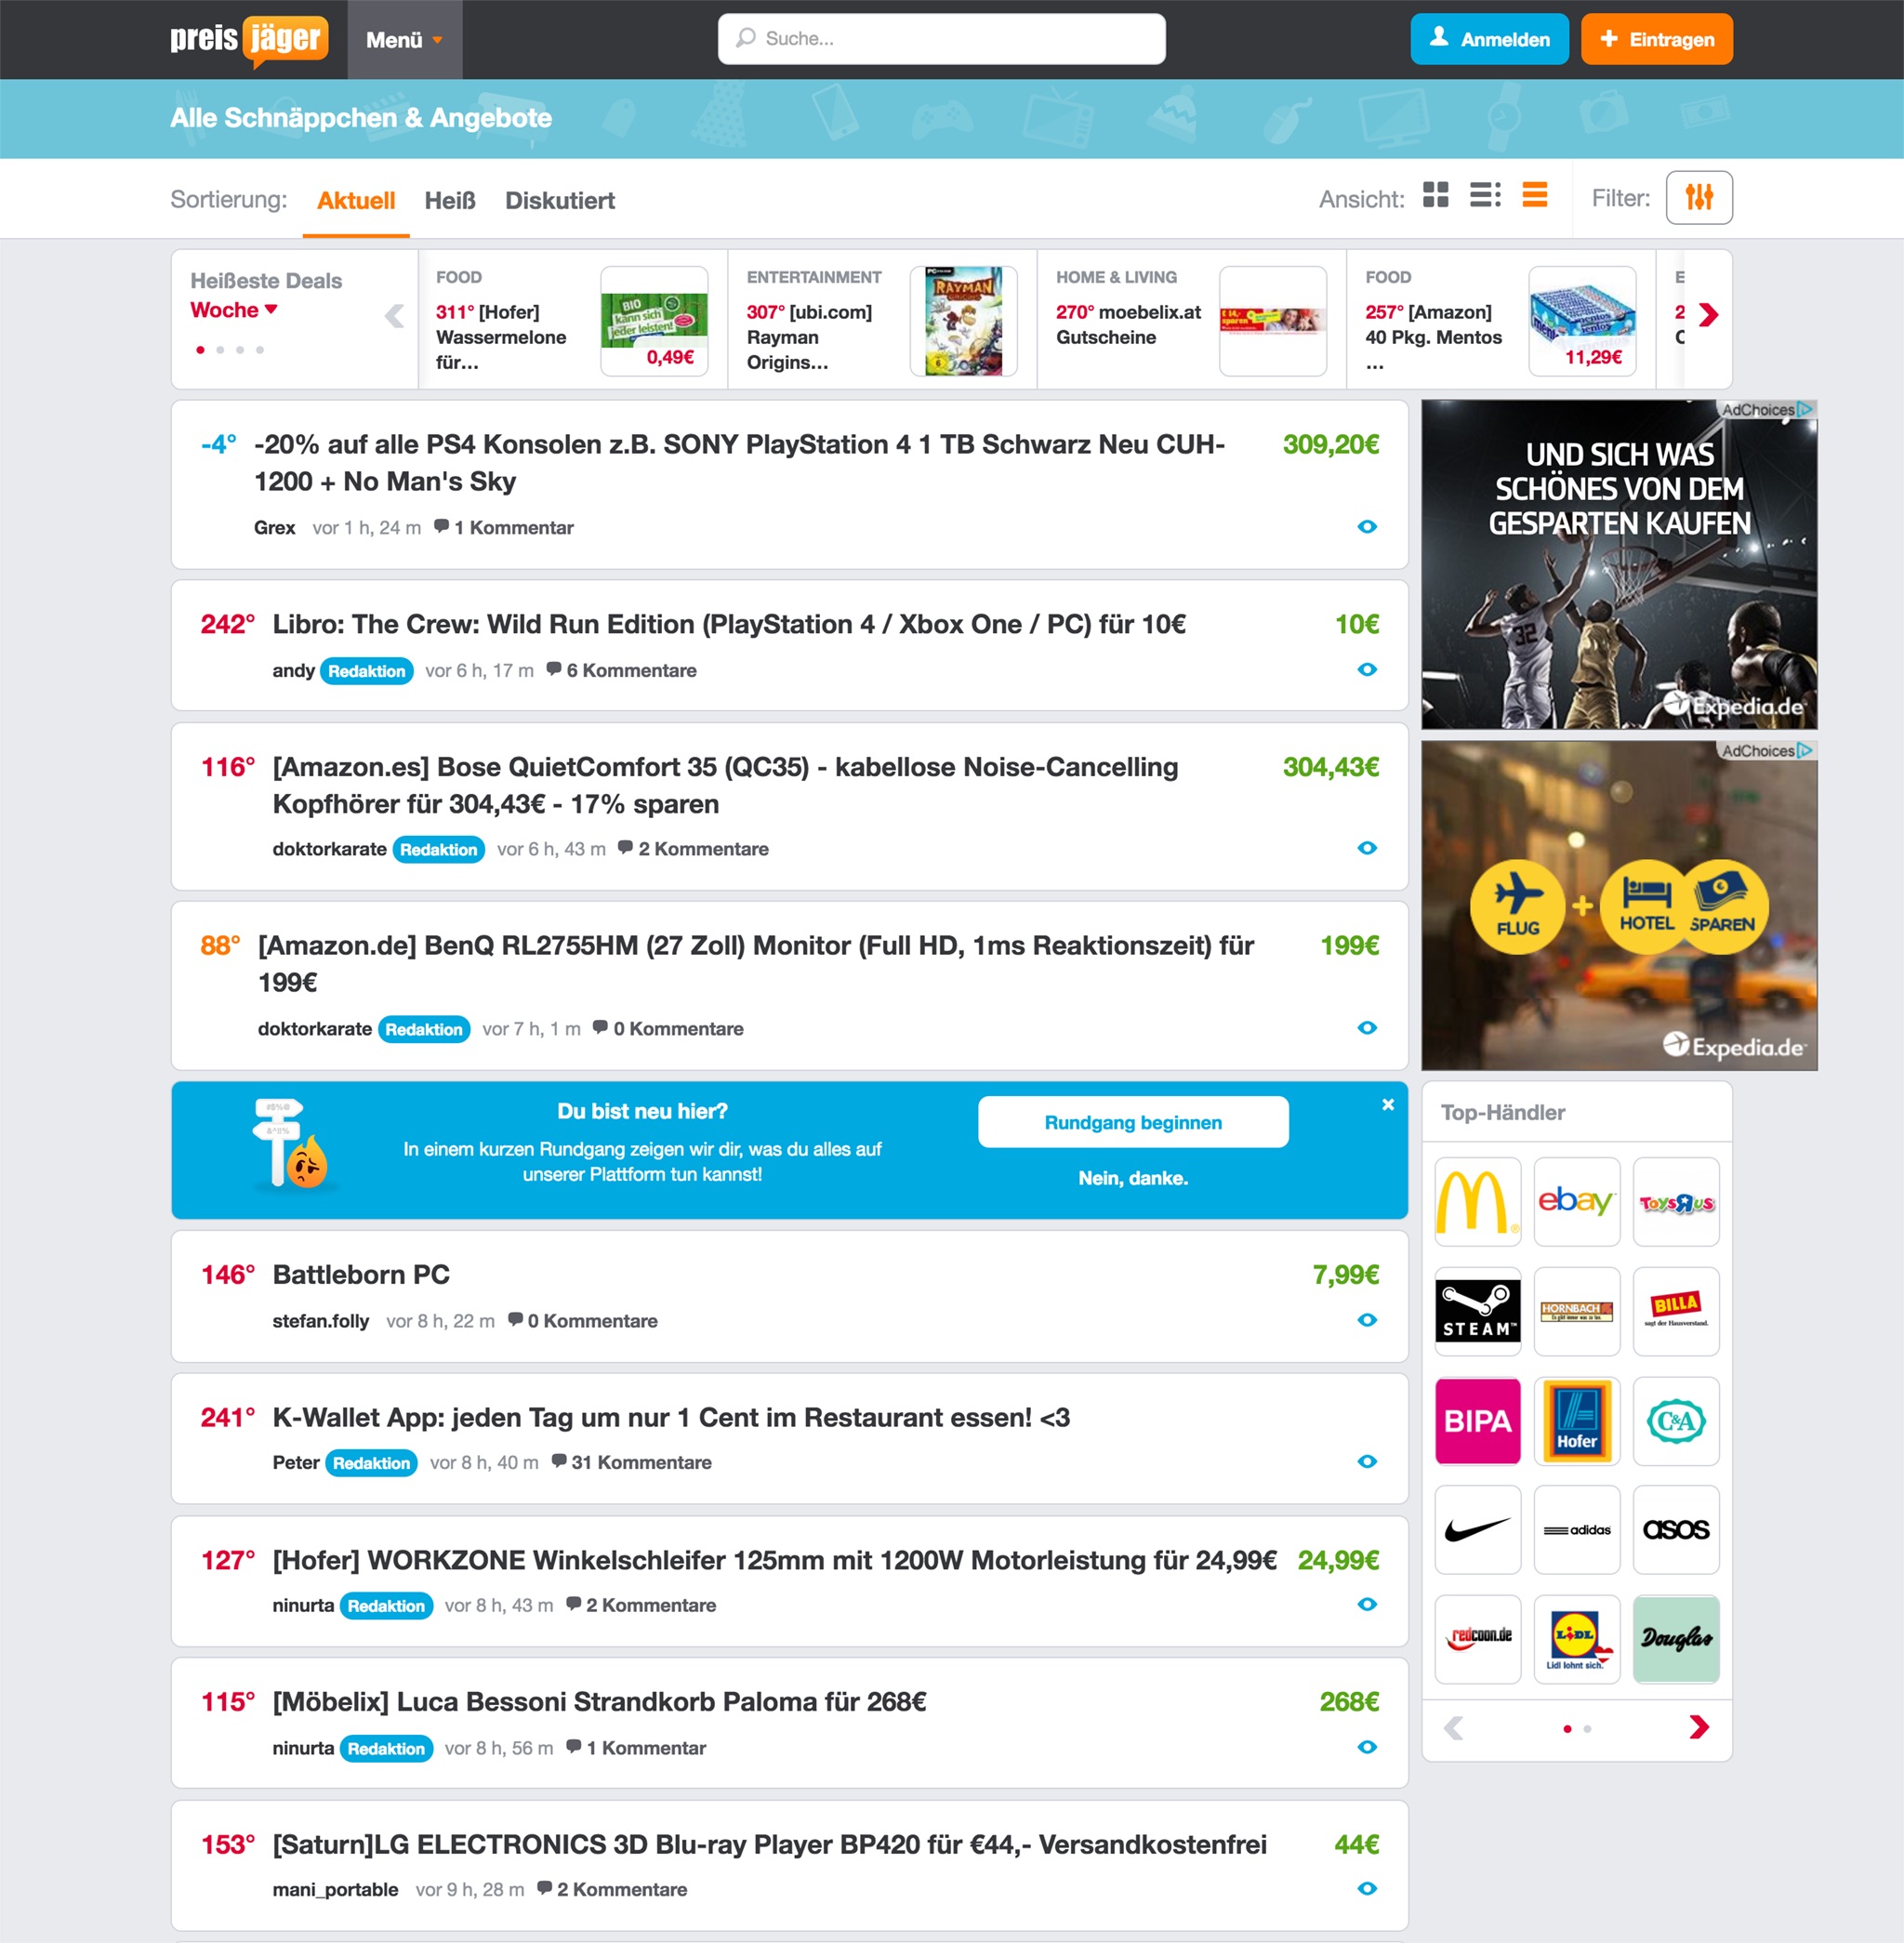 preis jäger
Menü
Suche...
Anmelden
Eintragen
Alle Schnäppchen & Angebote
Sortierung:
Aktuell
Heiß
Diskutiert
Ansicht:
Filter:
Heißeste Deals
Woche
FOOD
311° [Hofer]
Wassermelone
für...
BIO
kann sich
jeder leisten!
0,49€
ENTERTAINMENT
307° [ubi.com]
Rayman
Origins...
PC
RAYMAN
6
HOME & LIVING
270° moebelix.at
Gutscheine
FOOD
257° [Amazon]
40 Pkg. Mentos
...
mentos
11,29€
E
2
-4° -20% auf alle PS4 Konsolen z.B. SONY PlayStation 4 1 TB Schwarz Neu CUH-
1200 + No Man's Sky
309,20€
Grex vor 1 h, 24 m 1 Kommentar
242° Libro: The Crew: Wild Run Edition (PlayStation 4 / Xbox One / PC) für 10€
10€
andy Redaktion vor 6 h, 17 m 6 Kommentare
116° [Amazon.es] Bose QuietComfort 35 (QC35) - kabellose Noise-Cancelling
Kopfhörer für 304,43€ - 17% sparen
304,43€
doktorkarate Redaktion vor 6 h, 43 m 2 Kommentare
88° [Amazon.de] BenQ RL2755HM (27 Zoll) Monitor (Full HD, 1ms Reaktionszeit) für
199€
199€
doktorkarate Redaktion vor 7 h, 1 m 0 Kommentare
#$%@
&*!!%
Du bist neu hier?
In einem kurzen Rundgang zeigen wir dir, was du alles auf
unserer Plattform tun kannst!
Rundgang beginnen
Nein, danke.
146° Battleborn PC
7,99€
stefan.folly vor 8 h, 22 m 0 Kommentare
241° K-Wallet App: jeden Tag um nur 1 Cent im Restaurant essen! <3
Peter Redaktion vor 8 h, 40 m 31 Kommentare
127° [Hofer] WORKZONE Winkelschleifer 125mm mit 1200W Motorleistung für 24,99€
24,99€
ninurta Redaktion vor 8 h, 43 m 2 Kommentare
115° [Möbelix] Luca Bessoni Strandkorb Paloma für 268€
268€
ninurta Redaktion vor 8 h, 56 m 1 Kommentar
153° [Saturn]LG ELECTRONICS 3D Blu-ray Player BP420 für €44,- Versandkostenfrei
44€
mani_portable vor 9 h, 28 m 2 Kommentare
AdChoices
UND SICH WAS
SCHÖNES VON DEM
GESPARTEN KAUFEN
32
Expedia.de
AdChoices
FLUG
+
HOTEL
SPAREN
Expedia.de
Top-Händler
ebay
ToysRus
STEAM
HORNBACH
Es gibt immer was zu tun.
BILLA
sagt der Hausverstand.
BIPA
Hofer
C&A
adidas
asos
redcoon.de
LIDL
Lidl lohnt sich.
Douglas